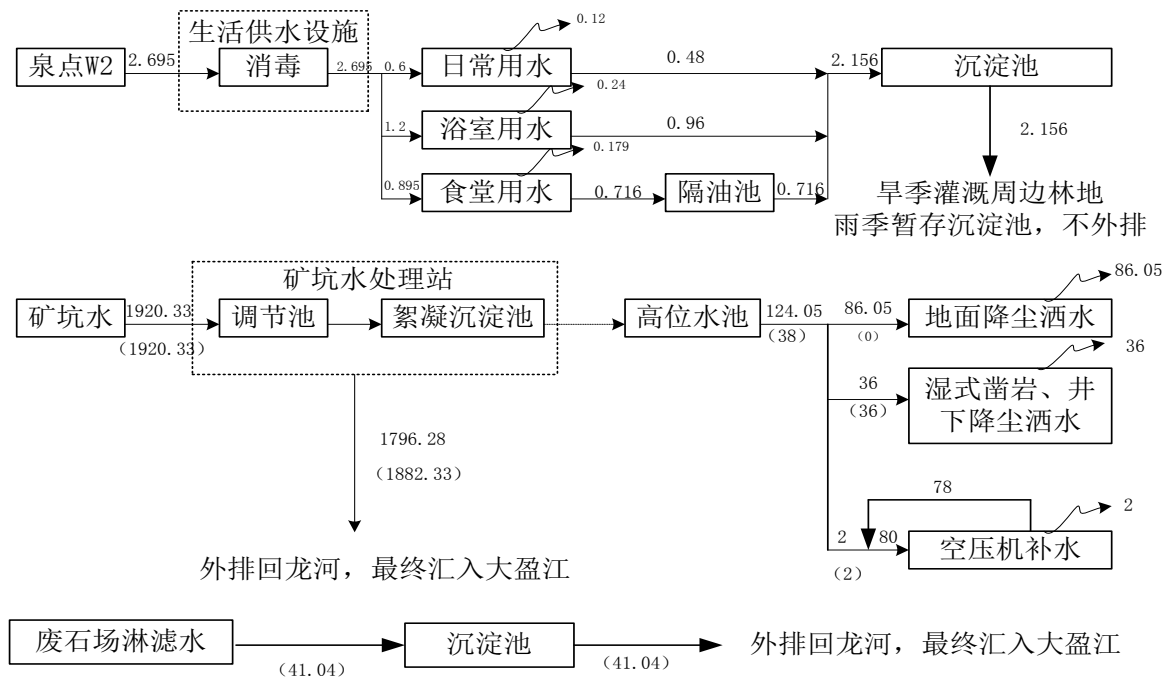 生活供水设施
0.12
泉点W2
2.695
消毒
2.695
0.6
日常用水
0.48
2.156
沉淀池
0.24
1.2
浴室用水
0.96
2.156
0.179
0.895
食堂用水
0.716
隔油池
0.716
旱季灌溉周边林地
雨季暂存沉淀池，不外排
矿坑水处理站
86.05
矿坑水
1920.33
（1920.33）
调节池
絮凝沉淀池
高位水池
124.05
(38)
86.05
（0）
地面降尘洒水
36
36
（36）
湿式凿岩、井
下降尘洒水
1796.28
（1882.33）
78
2
2
80
（2）
空压机补水
外排回龙河，最终汇入大盈江
废石场淋滤水
(41.04)
沉淀池
(41.04)
外排回龙河，最终汇入大盈江